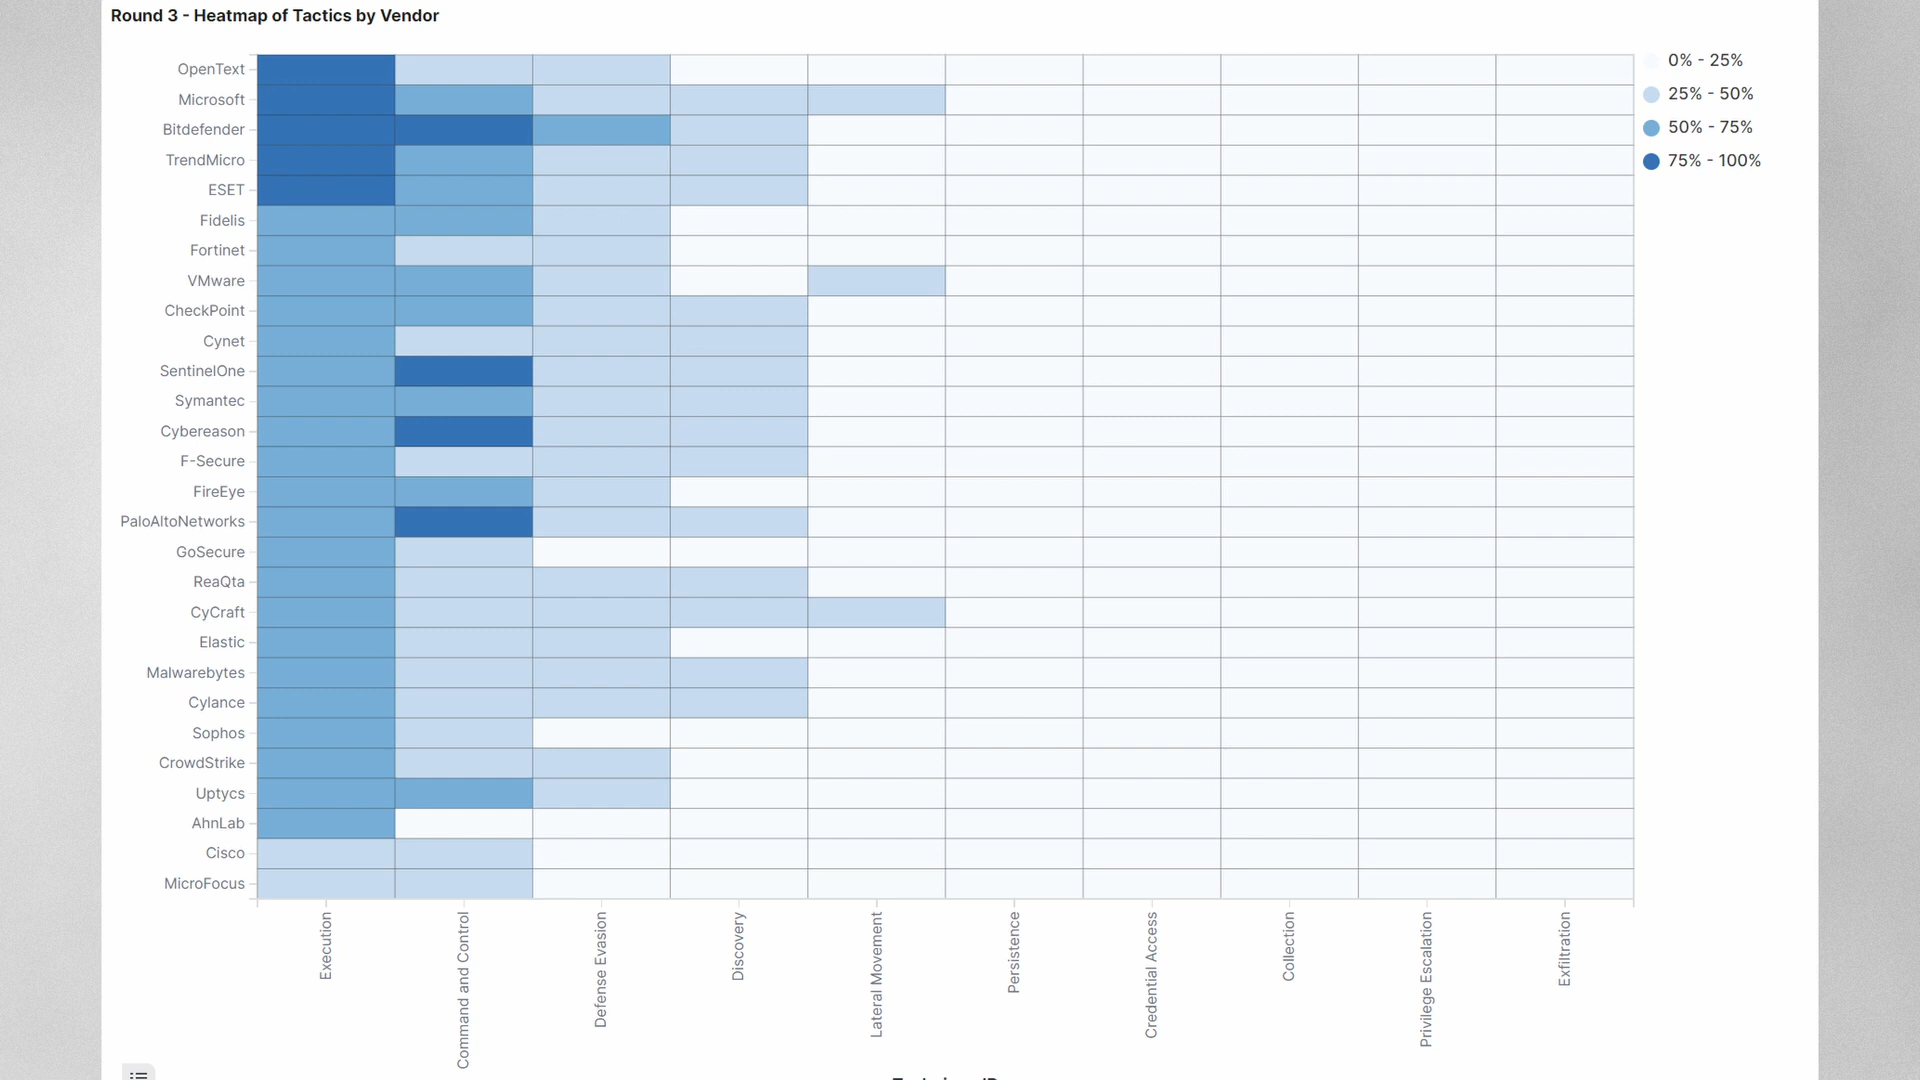 Round 3 - Heatmap of Tactics by Vendor
0% - 25%
25% - 50%
50% - 75%
75% - 100%
OpenText
Microsoft
Bitdefender
TrendMicro
ESET
Fidelis
Fortinet
VMware
CheckPoint
Cynet
SentinelOne
Symantec
Cybereason
F-Secure
FireEye
PaloAltoNetworks
GoSecure
ReaQta
CyCraft
Elastic
Malwarebytes
Cylance
Sophos
CrowdStrike
Uptycs
AhnLab
Cisco
MicroFocus
Execution
Command and Control
Defense Evasion
Discovery
Lateral Movement
Persistence
Credential Access
Collection
Privilege Escalation
Exfiltration